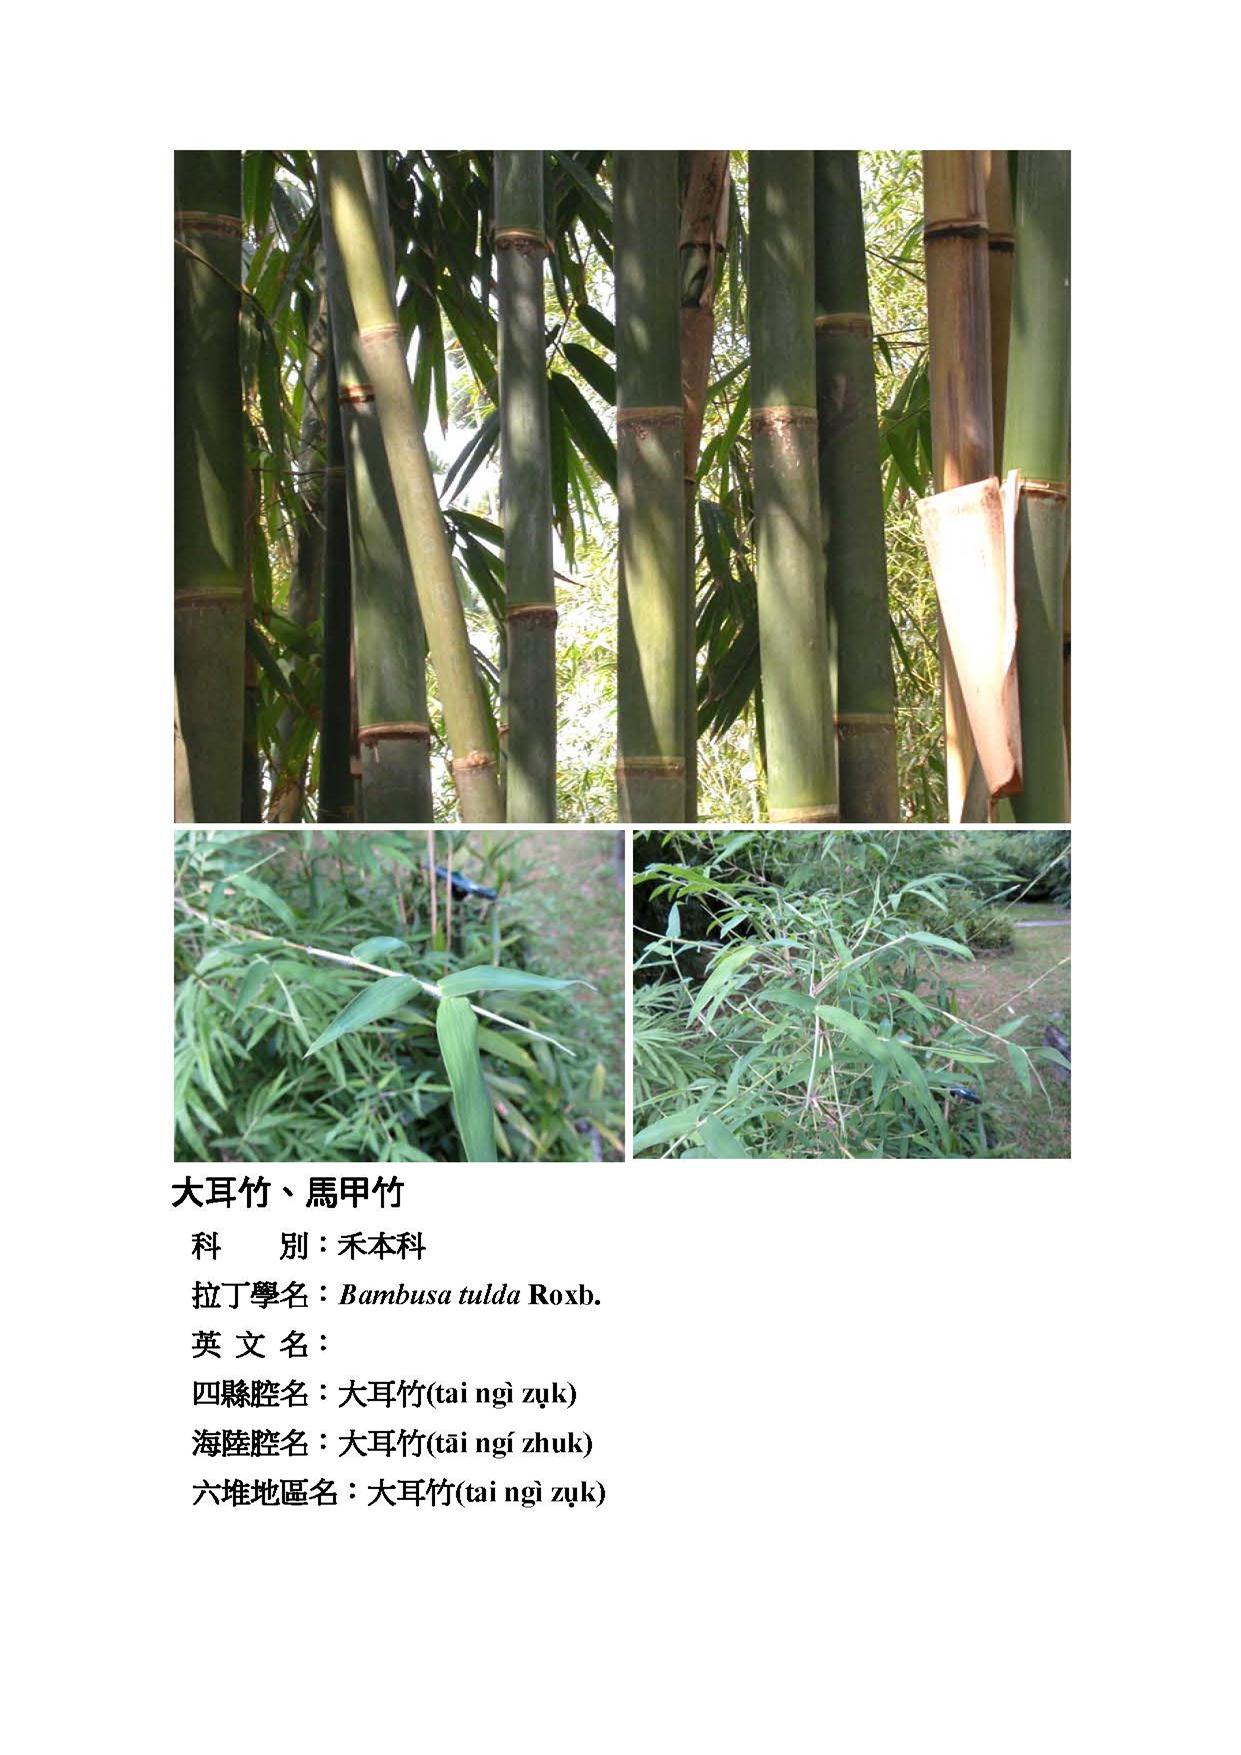 大耳竹、馬甲竹
科　　別：禾本科
拉丁學名：Bambusa tulda Roxb.
英 文 名：
四縣腔名：大耳竹(tai ngì zụk)
海陸腔名：大耳竹(tāi ngí zhuk)
六堆地區名：大耳竹(tai ngì zụk)